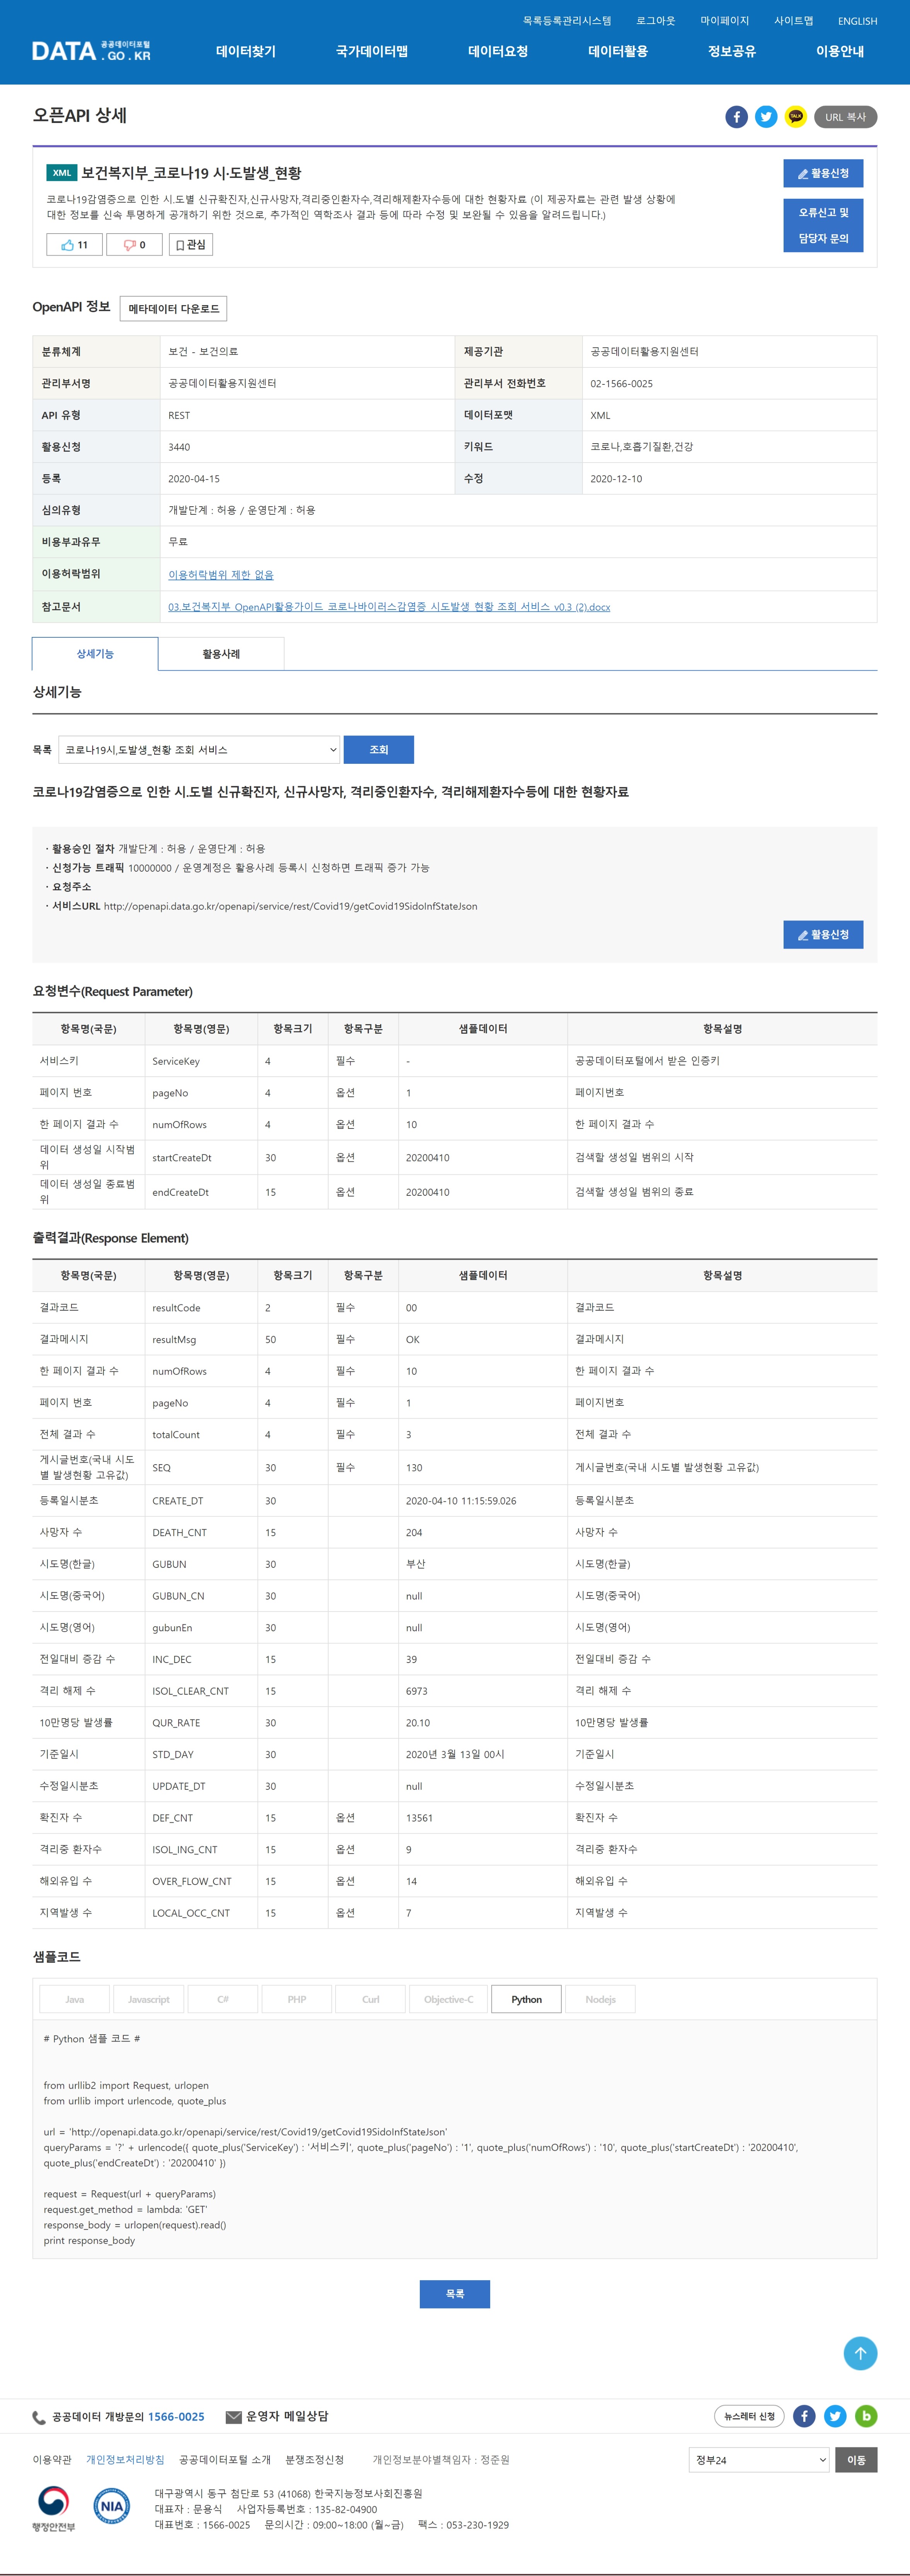 목록등록관리시스템 로그아웃 마이페이지 사이트맵 ENGLISH
DATA 공공데이터포털 .GO.KR 데이터찾기 국가데이터맵 데이터요청 데이터활용 정보공유 이용안내
오픈API 상세 TALK URL 복사
XML 보건복지부_코로나19 시·도발생_현황 활용신청
코로나19감염증으로 인한 시.도별 신규확진자,신규사망자,격리중인환자수,격리해제환자수등에 대한 현황자료 (이 제공자료는 관련 발생 상황에
대한 정보를 신속 투명하게 공개하기 위한 것으로, 추가적인 역학조사 결과 등에 따라 수정 및 보완될 수 있음을 알려드립니다.)
오류신고 및
담당자 문의
11 0 관심
OpenAPI 정보 메타데이터 다운로드
분류체계 보건 - 보건의료 제공기관 공공데이터활용지원센터
관리부서명 공공데이터활용지원센터 관리부서 전화번호 02-1566-0025
API 유형 REST 데이터포맷 XML
활용신청 3440 키워드 코로나,호흡기질환,건강
등록 2020-04-15 수정 2020-12-10
심의유형 개발단계 : 허용 / 운영단계 : 허용
비용부과유무 무료
이용허락범위 이용허락범위 제한 없음
참고문서 03.보건복지부_OpenAPI활용가이드_코로나바이러스감염증_시도발생_현황_조회_서비스_v0.3 (2).docx
상세기능 활용사례
상세기능
목록 코로나19시,도발생_현황 조회 서비스 조회
코로나19감염증으로 인한 시.도별 신규확진자, 신규사망자, 격리중인환자수, 격리해제환자수등에 대한 현황자료
· 활용승인 절차 개발단계 : 허용 / 운영단계 : 허용
· 신청가능 트래픽 10000000 / 운영계정은 활용사례 등록시 신청하면 트래픽 증가 가능
· 요청주소
· 서비스URL http://openapi.data.go.kr/openapi/service/rest/Covid19/getCovid19SidoInfStateJson
활용신청
요청변수(Request Parameter)
항목명(국문) 항목명(영문) 항목크기 항목구분 샘플데이터 항목설명
서비스키 ServiceKey 4 필수 - 공공데이터포털에서 받은 인증키
페이지 번호 pageNo 4 옵션 1 페이지번호
한 페이지 결과 수 numOfRows 4 옵션 10 한 페이지 결과 수
데이터 생성일 시작범
위 startCreateDt 30 옵션 20200410 검색할 생성일 범위의 시작
데이터 생성일 종료범
위 endCreateDt 15 옵션 20200410 검색할 생성일 범위의 종료
출력결과(Response Element)
항목명(국문) 항목명(영문) 항목크기 항목구분 샘플데이터 항목설명
결과코드 resultCode 2 필수 00 결과코드
결과메시지 resultMsg 50 필수 OK 결과메시지
한 페이지 결과 수 numOfRows 4 필수 10 한 페이지 결과 수
페이지 번호 pageNo 4 필수 1 페이지번호
전체 결과 수 totalCount 4 필수 3 전체 결과 수
게시글번호(국내 시도
별 발생현황 고유값) SEQ 30 필수 130 게시글번호(국내 시도별 발생현황 고유값)
등록일시분초 CREATE_DT 30 2020-04-10 11:15:59.026 등록일시분초
사망자 수 DEATH_CNT 15 204 사망자 수
시도명(한글) GUBUN 30 부산 시도명(한글)
시도명(중국어) GUBUN_CN 30 null 시도명(중국어)
시도명(영어) gubunEn 30 null 시도명(영어)
전일대비 증감 수 INC_DEC 15 39 전일대비 증감 수
격리 해제 수 ISOL_CLEAR_CNT 15 6973 격리 해제 수
10만명당 발생률 QUR_RATE 30 20.10 10만명당 발생률
기준일시 STD_DAY 30 2020년 3월 13일 00시 기준일시
수정일시분초 UPDATE_DT 30 null 수정일시분초
확진자 수 DEF_CNT 15 옵션 13561 확진자 수
격리중 환자수 ISOL_ING_CNT 15 옵션 9 격리중 환자수
해외유입 수 OVER_FLOW_CNT 15 옵션 14 해외유입 수
지역발생 수 LOCAL_OCC_CNT 15 옵션 7 지역발생 수
샘플코드
Java Javascript C# PHP Curl Objective-C Python Nodejs
# Python 샘플 코드 #
from urllib2 import Request, urlopen
from urllib import urlencode, quote_plus
url = 'http://openapi.data.go.kr/openapi/service/rest/Covid19/getCovid19SidoInfStateJson'
queryParams = '?' + urlencode({ quote_plus('ServiceKey') : '서비스키', quote_plus('pageNo') : '1', quote_plus('numOfRows') : '10', quote_plus('startCreateDt') : '20200410',
quote_plus('endCreateDt') : '20200410' })
request = Request(url + queryParams)
request.get_method = lambda: 'GET'
response_body = urlopen(request).read()
print response_body
목록
공공데이터 개방문의 1566-0025 운영자 메일상담 뉴스레터 신청
이용약관 개인정보처리방침 공공데이터포털 소개 분쟁조정신청 개인정보분야별책임자 : 정준원 정부24 이동
행정안전부 NIA
대구광역시 동구 첨단로 53 (41068) 한국지능정보사회진흥원
대표자 : 문용식 사업자등록번호 : 135-82-04900
대표번호 : 1566-0025 문의시간 : 09:00~18:00 (월~금) 팩스 : 053-230-1929